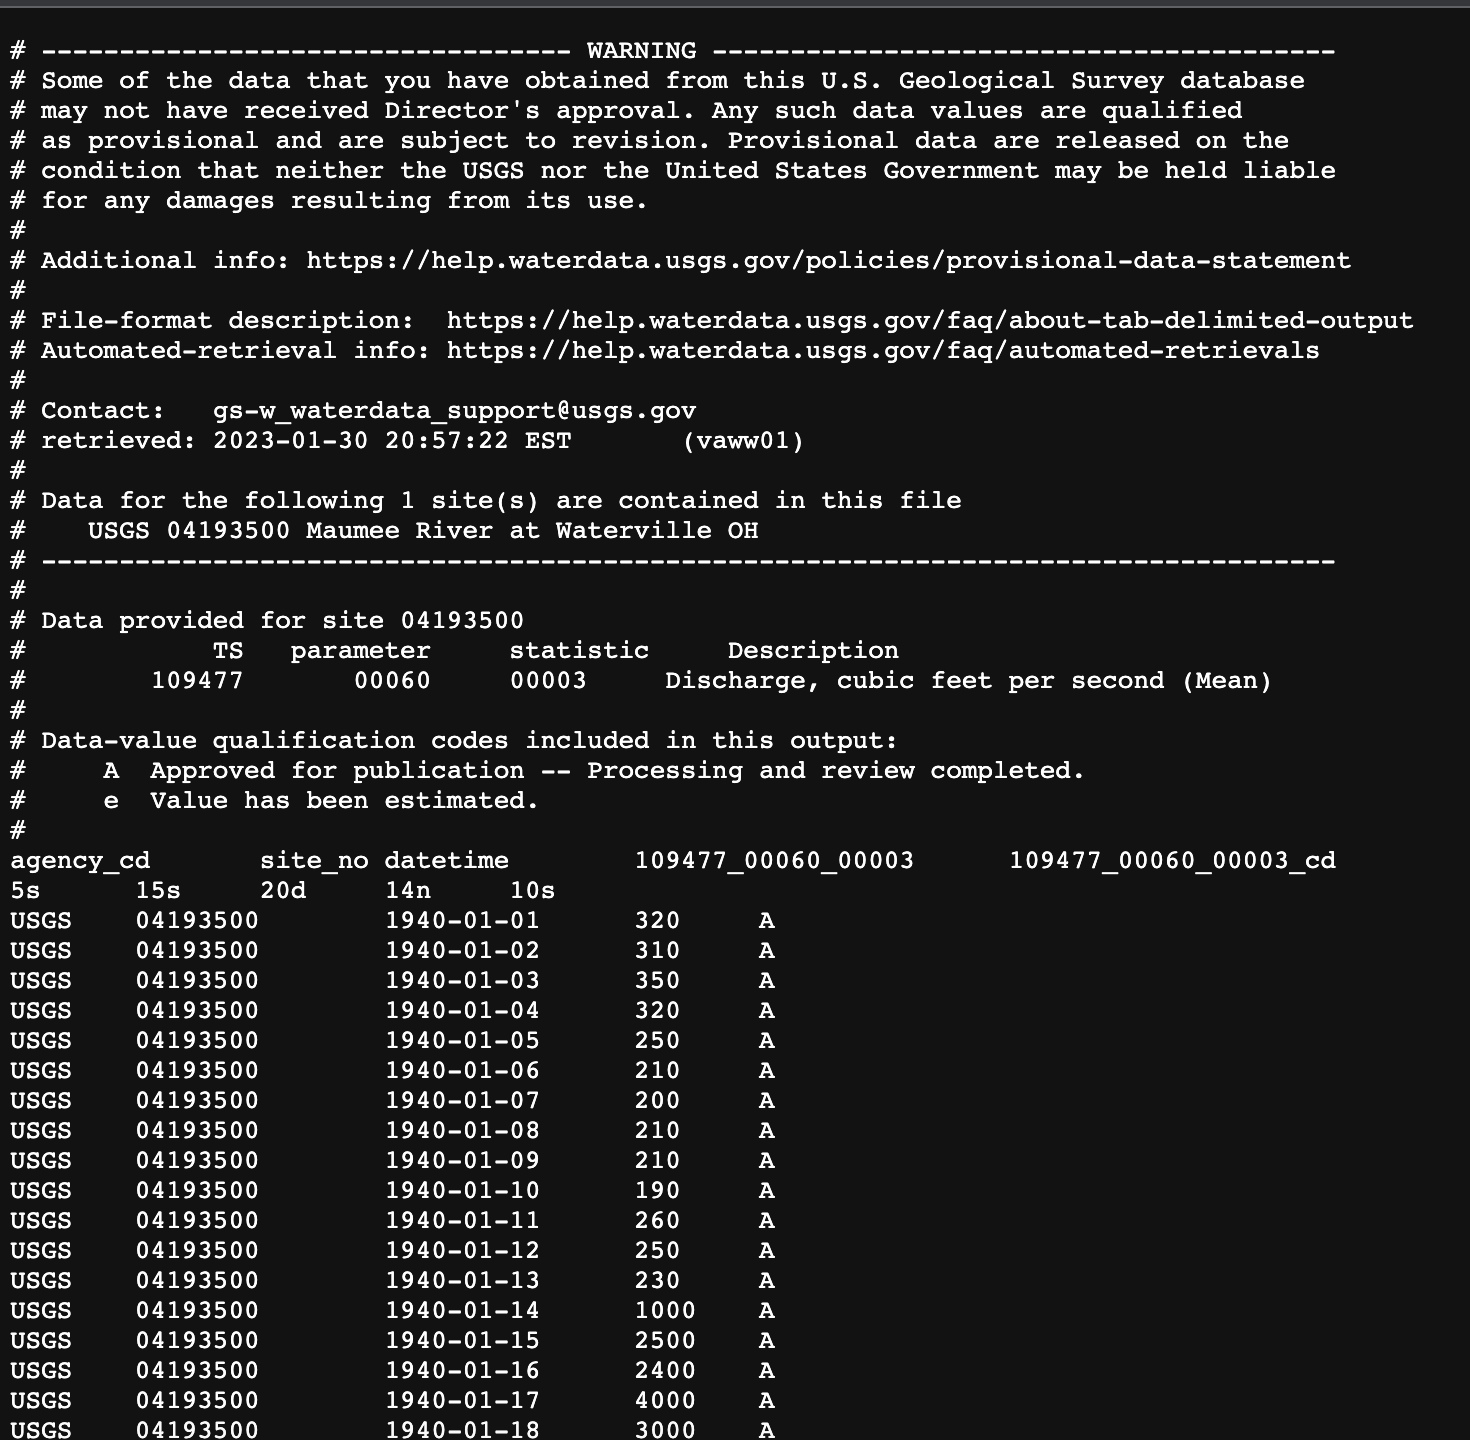 # ---------------------------------- WARNING ----------------------------------------
# Some of the data that you have obtained from this U.S. Geological Survey database
# may not have received Director's approval. Any such data values are qualified
# as provisional and are subject to revision. Provisional data are released on the
# condition that neither the USGS nor the United States Government may be held liable
# for any damages resulting from its use.
#
# Additional info: https://help.waterdata.usgs.gov/policies/provisional-data-statement
#
# File-format description:  https://help.waterdata.usgs.gov/faq/about-tab-delimited-output
# Automated-retrieval info: https://help.waterdata.usgs.gov/faq/automated-retrievals
#
# Contact:   gs-w_waterdata_support@usgs.gov
# retrieved: 2023-01-30 20:57:22 EST       (vaww01)
#
# Data for the following 1 site(s) are contained in this file
#    USGS 04193500 Maumee River at Waterville OH
# -----------------------------------------------------------------------------------
#
# Data provided for site 04193500
#            TS   parameter     statistic     Description
#        109477       00060     00003     Discharge, cubic feet per second (Mean)
#
# Data-value qualification codes included in this output:
#     A  Approved for publication -- Processing and review completed.
#     e  Value has been estimated.
#
agency_cd       site_no datetime        109477_00060_00003      109477_00060_00003_cd
5s      15s     20d     14n     10s
USGS    04193500        1940-01-01      320     A
USGS    04193500        1940-01-02      310     A
USGS    04193500        1940-01-03      350     A
USGS    04193500        1940-01-04      320     A
USGS    04193500        1940-01-05      250     A
USGS    04193500        1940-01-06      210     A
USGS    04193500        1940-01-07      200     A
USGS    04193500        1940-01-08      210     A
USGS    04193500        1940-01-09      210     A
USGS    04193500        1940-01-10      190     A
USGS    04193500        1940-01-11      260     A
USGS    04193500        1940-01-12      250     A
USGS    04193500        1940-01-13      230     A
USGS    04193500        1940-01-14      1000    A
USGS    04193500        1940-01-15      2500    A
USGS    04193500        1940-01-16      2400    A
USGS    04193500        1940-01-17      4000    A
USGS    04193500        1940-01-18      3000    A